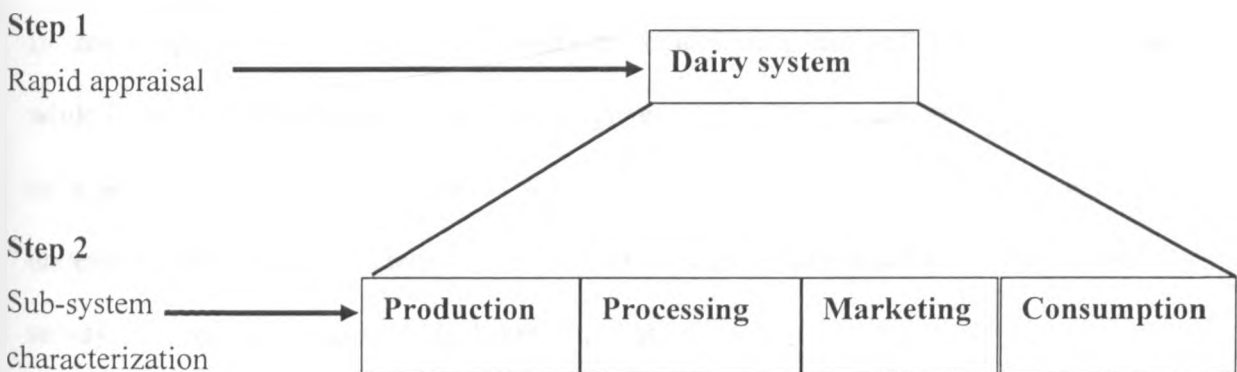 Step 1
Rapid appraisal
Dairy system
Step 2
Sub-system
characterization
Production
Processing
Marketing
Consumption